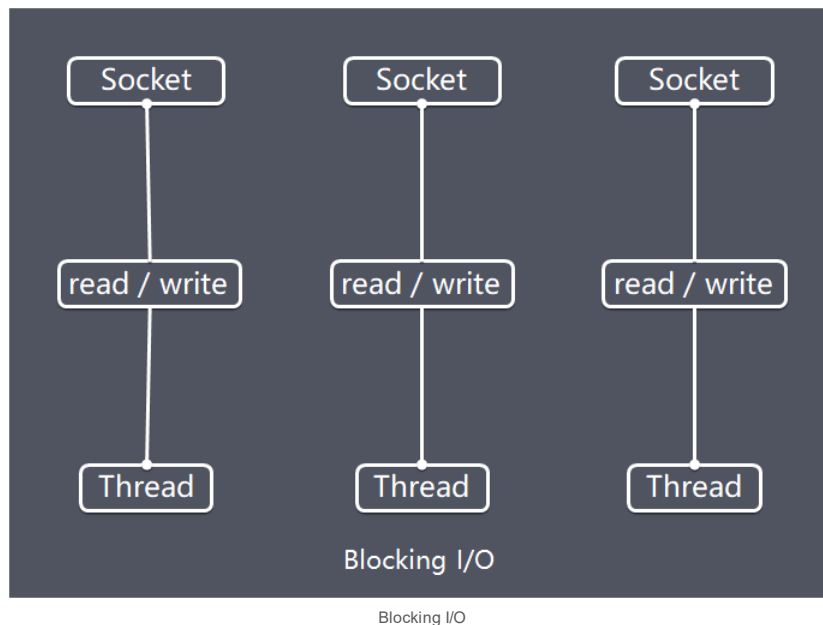 Socket Socket Socket
read / write read / write read / write
Thread Thread Thread
Blocking I/O
Blocking I/O